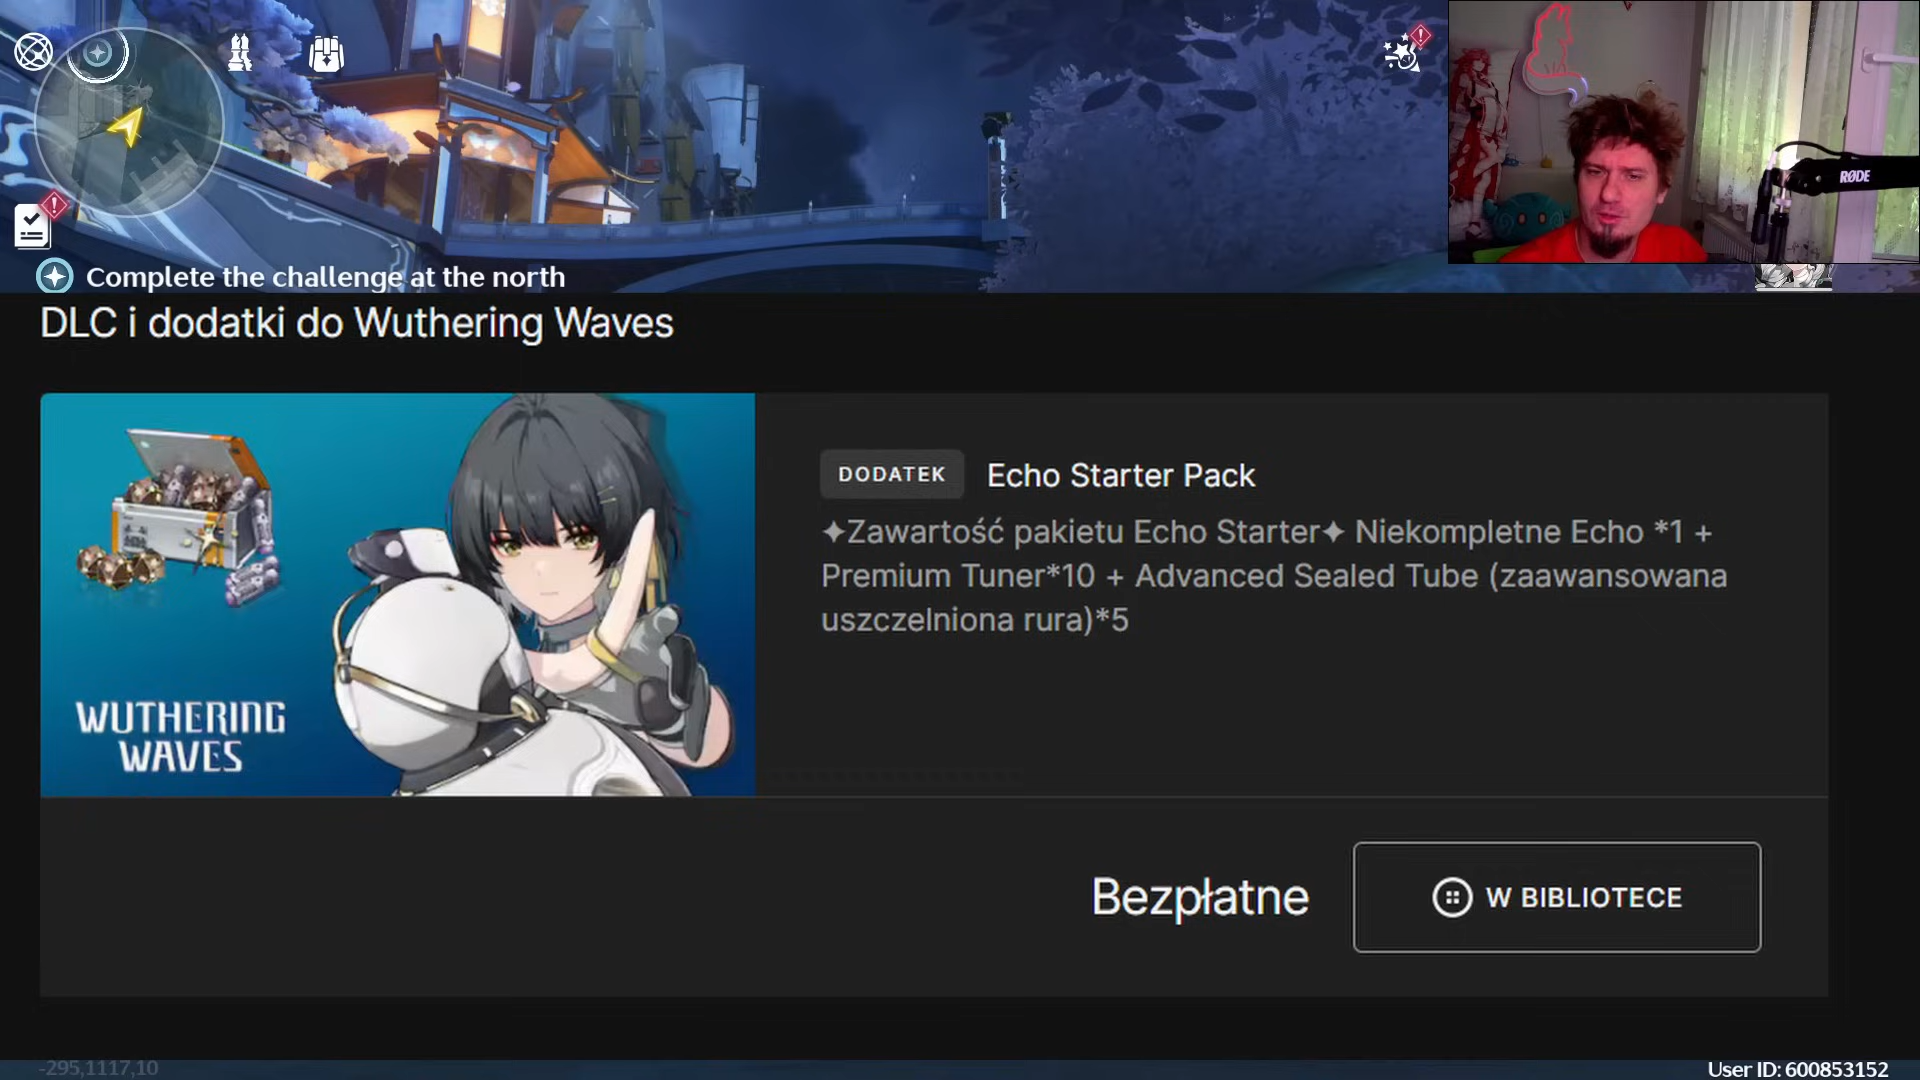 RØDE
Complete the challenge at the north
DLC i dodatki do Wuthering Waves
DODATEK Echo Starter Pack
✦Zawartość pakietu Echo Starter✦ Niekompletne Echo *1 +
Premium Tuner*10 + Advanced Sealed Tube (zaawansowana
uszczelniona rura)*5
WUTHERING
WAVES
Bezpłatne
W BIBLIOTECE
-295,1117,10
User ID: 600853152